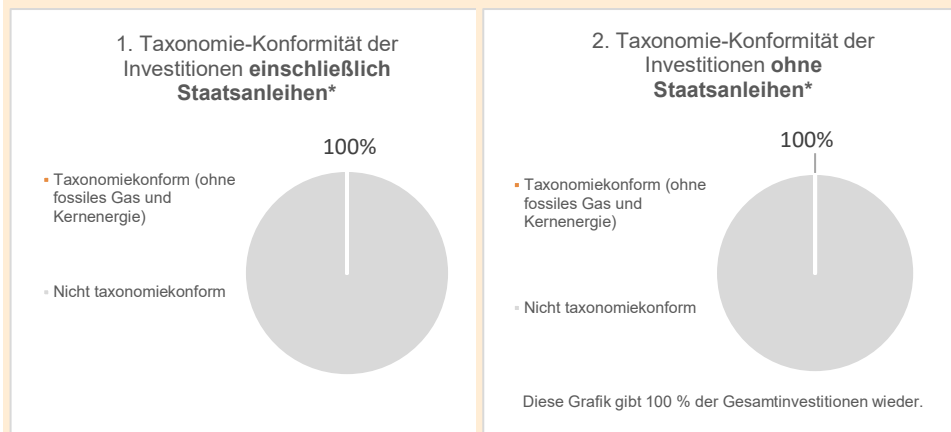 1. Taxonomie-Konformität der
Investitionen einschließlich
Staatsanleihen*
100%
Taxonomiekonform (ohne
fossiles Gas und
Kernenergie)
Nicht taxonomiekonform
2. Taxonomie-Konformität der
Investitionen ohne
Staatsanleihen*
100%
Taxonomiekonform (ohne
fossiles Gas und
Kernenergie)
Nicht taxonomiekonform
Diese Grafik gibt 100 % der Gesamtinvestitionen wieder.